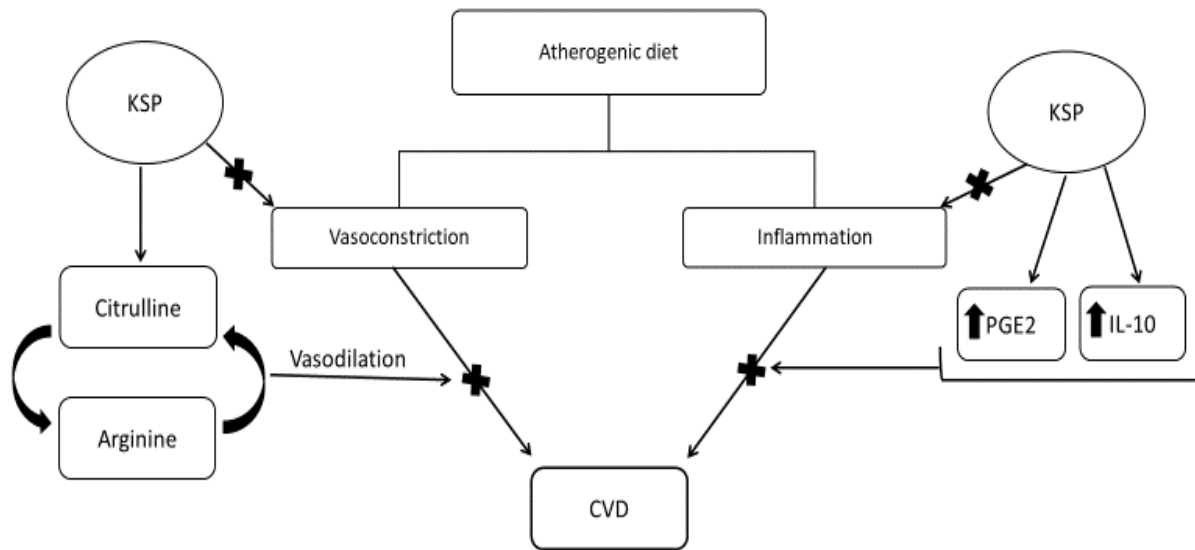 Atherogenic diet
KSP
KSP
Vasoconstriction
Inflammation
Citrulline
PGE2
IL-10
Vasodilation
Arginine
CVD